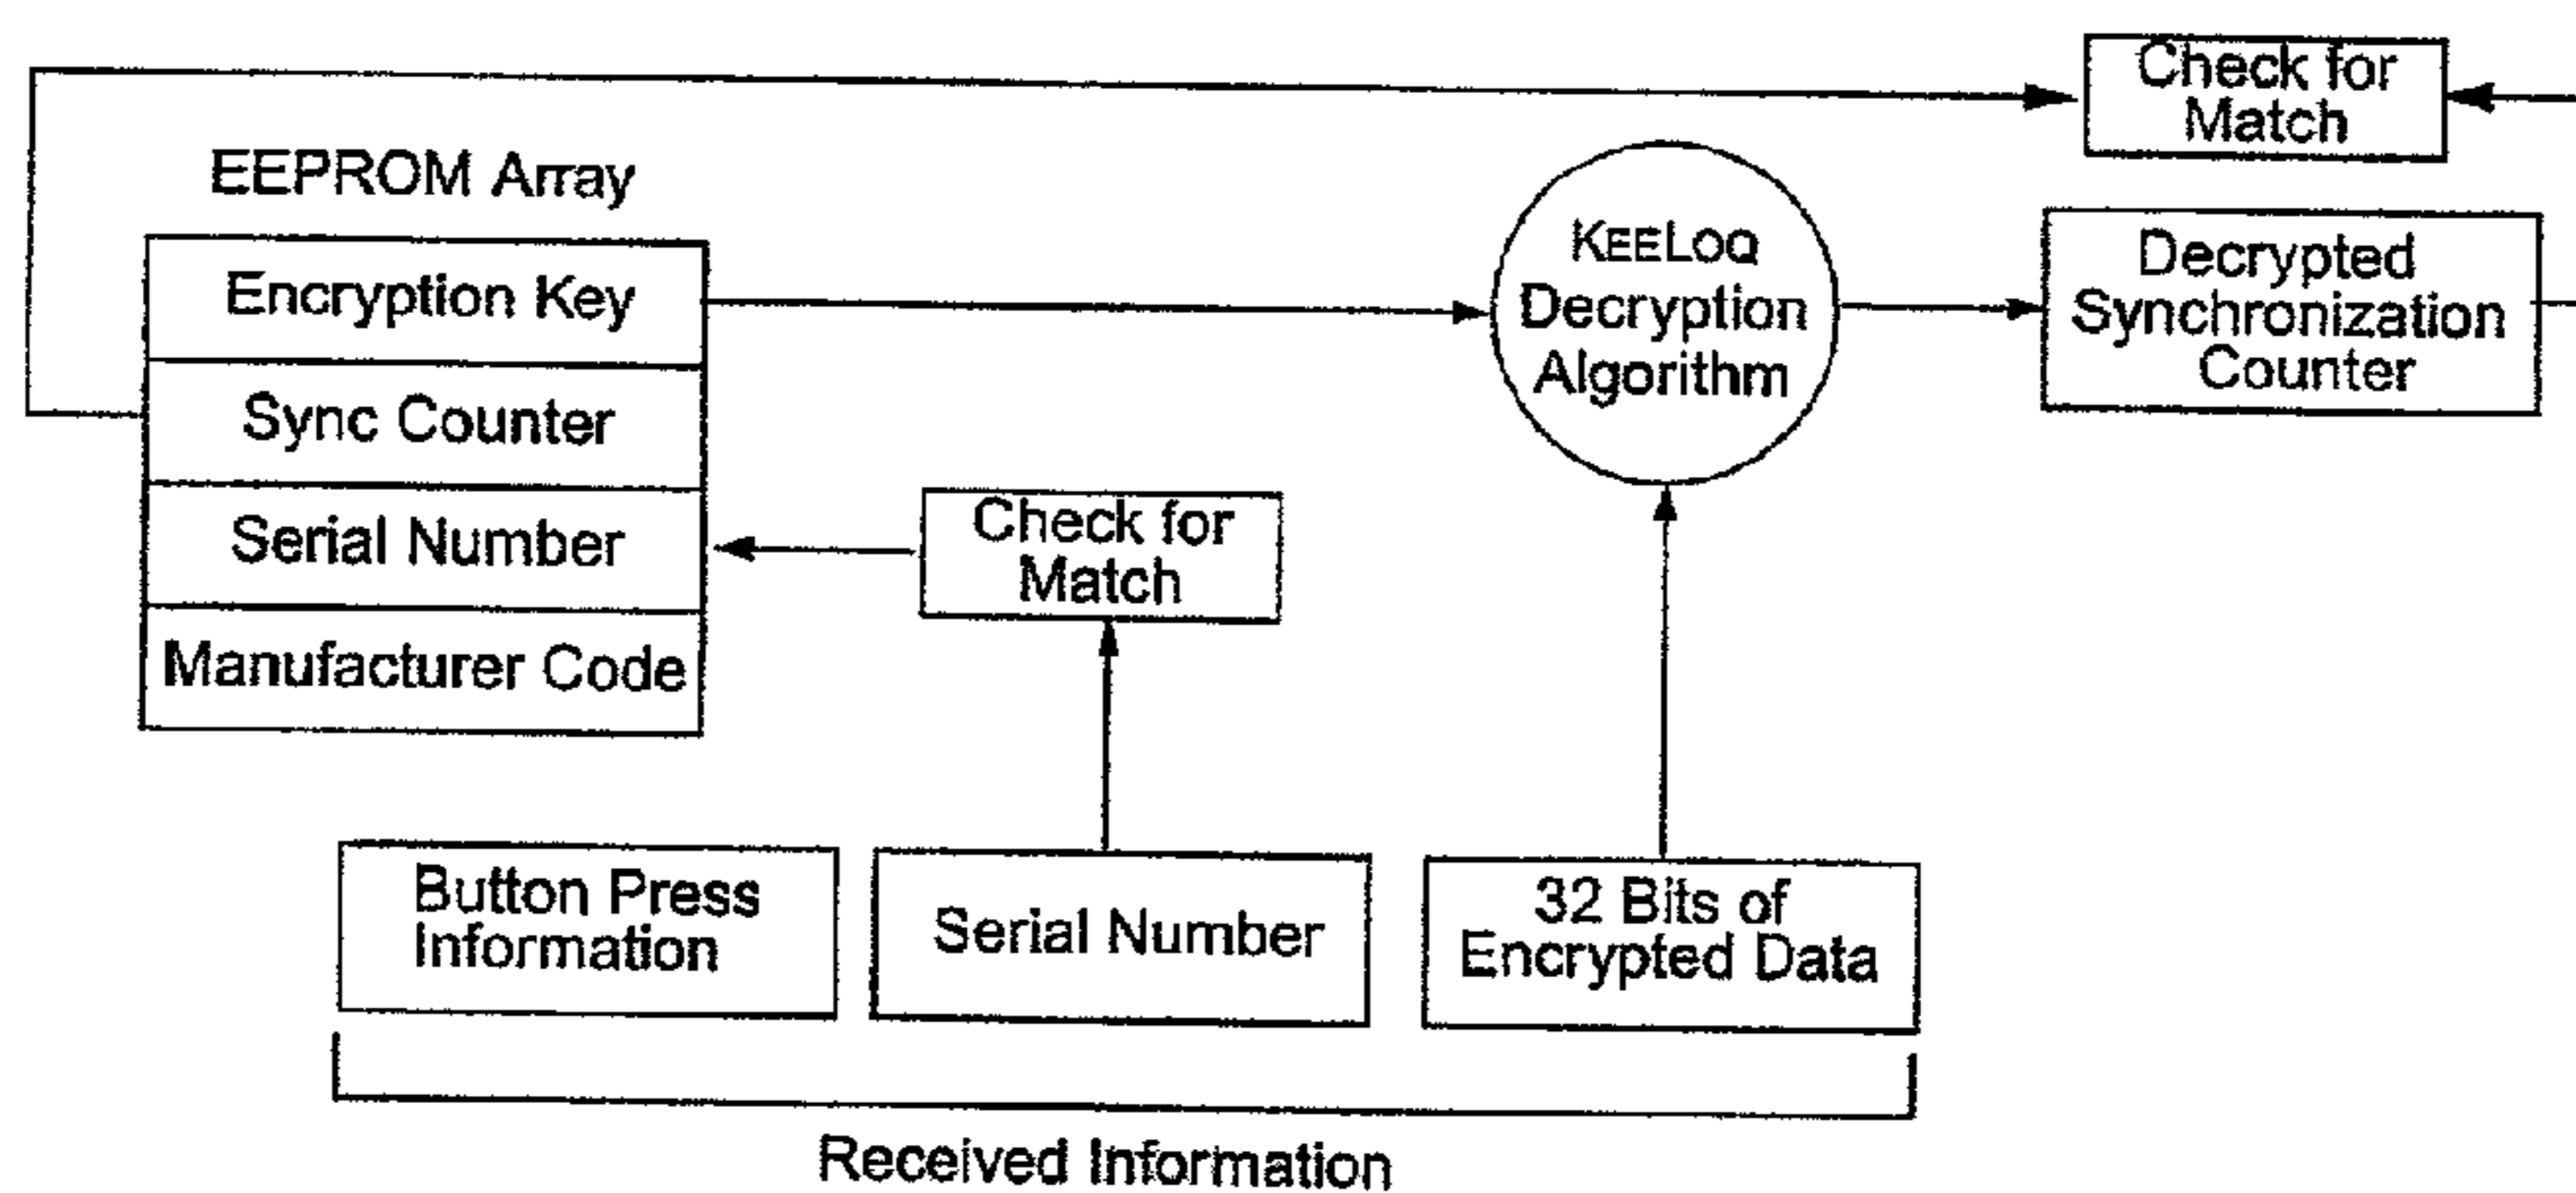 Check for
Match
EEPROM Array
KEELOQ
Decryption
Algorithm
Decrypted
Synchronization
Counter
Encryption Key
Sync Counter
Serial Number
Manufacturer Code
Check for
Match
Button Press
Information
Serial Number
32 Bits of
Encrypted Data
Received Information